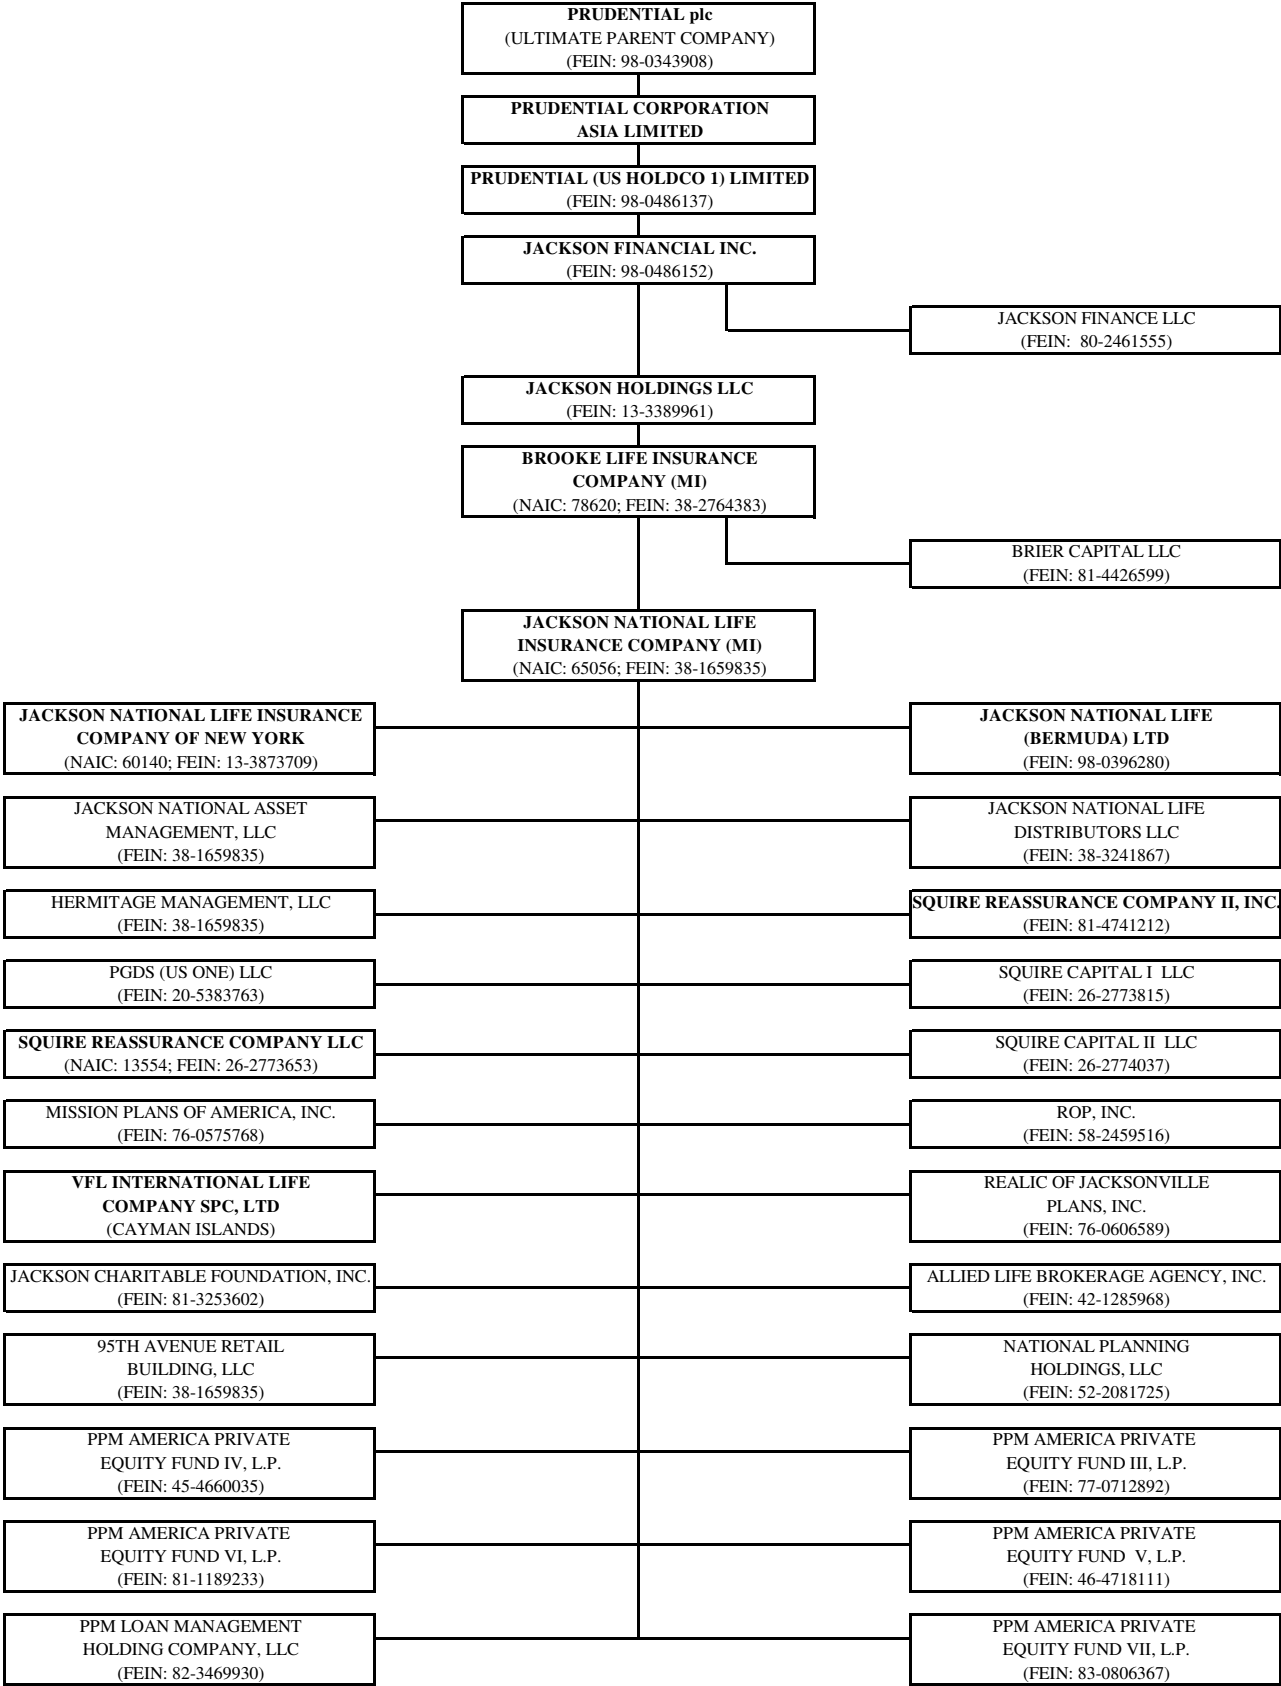 PRUDENTIAL plc
(ULTIMATE PARENT COMPANY)
(FEIN: 98-0343908)
PRUDENTIAL CORPORATION
ASIA LIMITED
PRUDENTIAL (US HOLDCO 1) LIMITED
(FEIN: 98-0486137)
JACKSON FINANCIAL INC.
(FEIN: 98-0486152)
JACKSON FINANCE LLC
(FEIN: 80-2461555)
JACKSON HOLDINGS LLC
(FEIN: 13-3389961)
BROOKE LIFE INSURANCE
COMPANY (MI)
(NAIC: 78620; FEIN: 38-2764383)
BRIER CAPITAL LLC
(FEIN: 81-4426599)
JACKSON NATIONAL LIFE
INSURANCE COMPANY (MI)
(NAIC: 65056; FEIN: 38-1659835)
JACKSON NATIONAL LIFE INSURANCE
COMPANY OF NEW YORK
(NAIC: 60140; FEIN: 13-3873709)
JACKSON NATIONAL LIFE
(BERMUDA) LTD
(FEIN: 98-0396280)
JACKSON NATIONAL ASSET
MANAGEMENT, LLC
(FEIN: 38-1659835)
JACKSON NATIONAL LIFE
DISTRIBUTORS LLC
(FEIN: 38-3241867)
HERMITAGE MANAGEMENT, LLC
(FEIN: 38-1659835)
SQUIRE REASSURANCE COMPANY II, INC.
(FEIN: 81-4741212)
PGDS (US ONE) LLC
(FEIN: 20-5383763)
SQUIRE CAPITAL I LLC
(FEIN: 26-2773815)
SQUIRE REASSURANCE COMPANY LLC
(NAIC: 13554; FEIN: 26-2773653)
SQUIRE CAPITAL II LLC
(FEIN: 26-2774037)
MISSION PLANS OF AMERICA, INC.
(FEIN: 76-0575768)
ROP, INC.
(FEIN: 58-2459516)
VFL INTERNATIONAL LIFE
COMPANY SPC, LTD
(CAYMAN ISLANDS)
REALIC OF JACKSONVILLE
PLANS, INC.
(FEIN: 76-0606589)
JACKSON CHARITABLE FOUNDATION, INC.
(FEIN: 81-3253602)
ALLIED LIFE BROKERAGE AGENCY, INC.
(FEIN: 42-1285968)
95TH AVENUE RETAIL
BUILDING, LLC
(FEIN: 38-1659835)
NATIONAL PLANNING
HOLDINGS, LLC
(FEIN: 52-2081725)
PPM AMERICA PRIVATE
EQUITY FUND IV, L.P.
(FEIN: 45-4660035)
PPM AMERICA PRIVATE
EQUITY FUND III, L.P.
(FEIN: 77-0712892)
PPM AMERICA PRIVATE
EQUITY FUND VI, L.P.
(FEIN: 81-1189233)
PPM AMERICA PRIVATE
EQUITY FUND V, L.P.
(FEIN: 46-4718111)
PPM LOAN MANAGEMENT
HOLDING COMPANY, LLC
(FEIN: 82-3469930)
PPM AMERICA PRIVATE
EQUITY FUND VII, L.P.
(FEIN: 83-0806367)